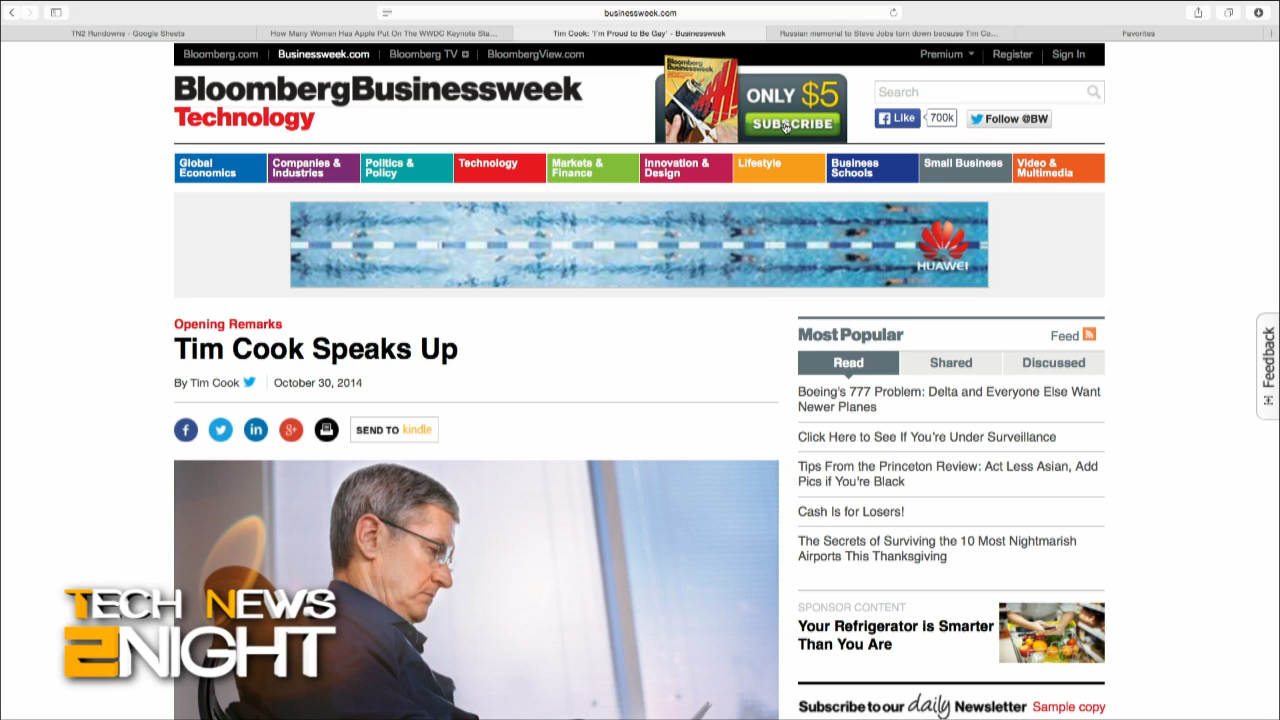 businessweek.com
TN2 Rundowns - Google Sheets
How Many Women Has Apple Put On The WWDC Keynote Sta...
Tim Cook: 'I'm Proud to Be Gay' - Businessweek
Russian memorial to Steve Jobs torn down because Tim Co...
Favorites
Bloomberg.com
Businessweek.com
Bloomberg TV
BloombergView.com
Premium
Register
Sign In
BloombergBusinessweek
Technology
Bloomberg Businessweek
ONLY $5
SUBSCRIBE
Search
Like
700k
Follow @BW
Global
Economics
Companies &
Industries
Politics &
Policy
Technology
Markets &
Finance
Innovation &
Design
Lifestyle
Business
Schools
Small Business
Video &
Multimedia
HUAWEI
Opening Remarks
Tim Cook Speaks Up
By Tim Cook
October 30, 2014
f
in
g+
SEND TO kindle
Most Popular
Feed
Read
Shared
Discussed
Boeing's 777 Problem: Delta and Everyone Else Want
Newer Planes
Click Here to See If You're Under Surveillance
Tips From the Princeton Review: Act Less Asian, Add
Pics if You're Black
Cash Is for Losers!
The Secrets of Surviving the 10 Most Nightmarish
Airports This Thanksgiving
SPONSOR CONTENT
Your Refrigerator is Smarter
Than You Are
Subscribe to our daily Newsletter Sample copy
[+] Feedback
TECH NEWS
2NIGHT